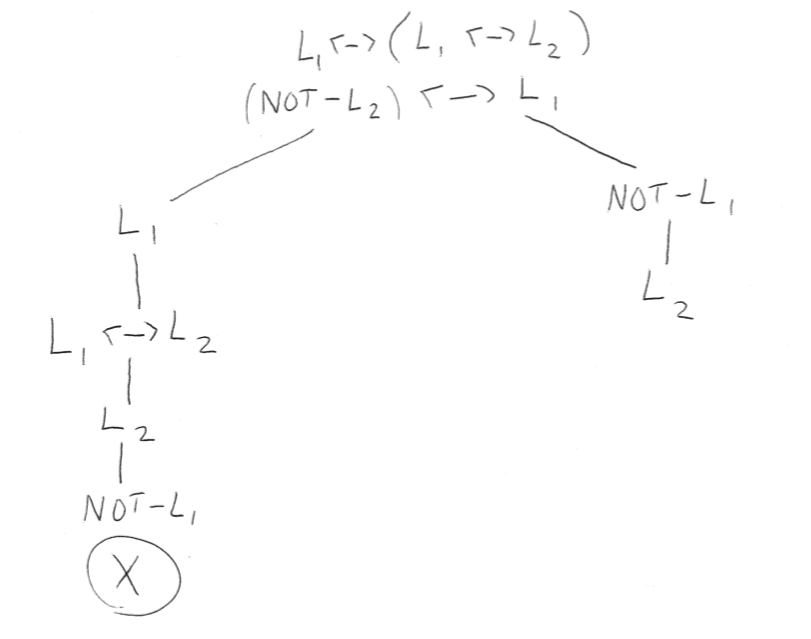 L₁ ↔ (L₁ ↔ L₂)
(NOT-L₂) ↔ L₁
L₁
NOT-L₁
L₂
L₁ ↔ L₂
L₂
NOT-L₁
X